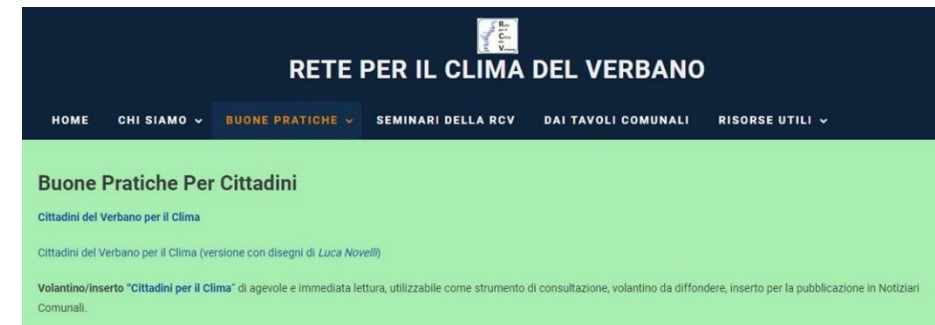 RETE PER IL CLIMA DEL VERBANO
HOME CHI SIAMO BUONE PRATICHE SEMINARI DELLA RCV DAI TAVOLI COMUNALI RISORSE UTILI
Buone Pratiche Per Cittadini
Cittadini del Verbano per il Clima
Cittadini del Verbano per il Clima (versione con disegni di Luca Novelli)
Volantino/inserto "Cittadini per il Clima" di agevole e immediata lettura, utilizzabile come strumento di consultazione, volantino da diffondere, inserto per la pubblicazione in Notiziari
Comunali.